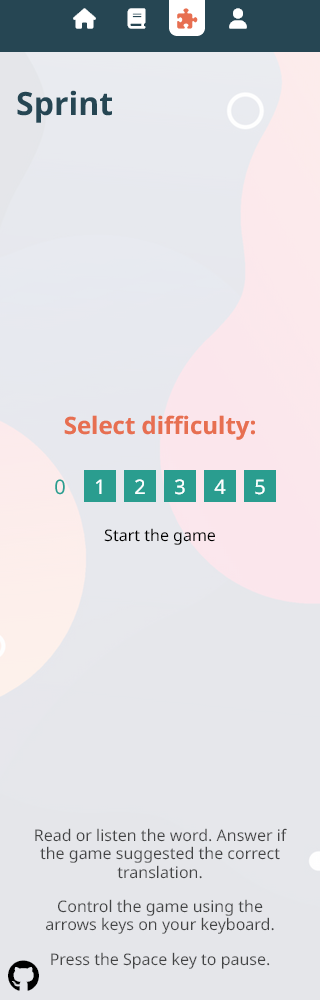 Sprint
Select difficulty:
0 1 2 3 4 5
Start the game
Read or listen the word. Answer if
the game suggested the correct
translation.
Control the game using the
arrows keys on your keyboard.
Press the Space key to pause.